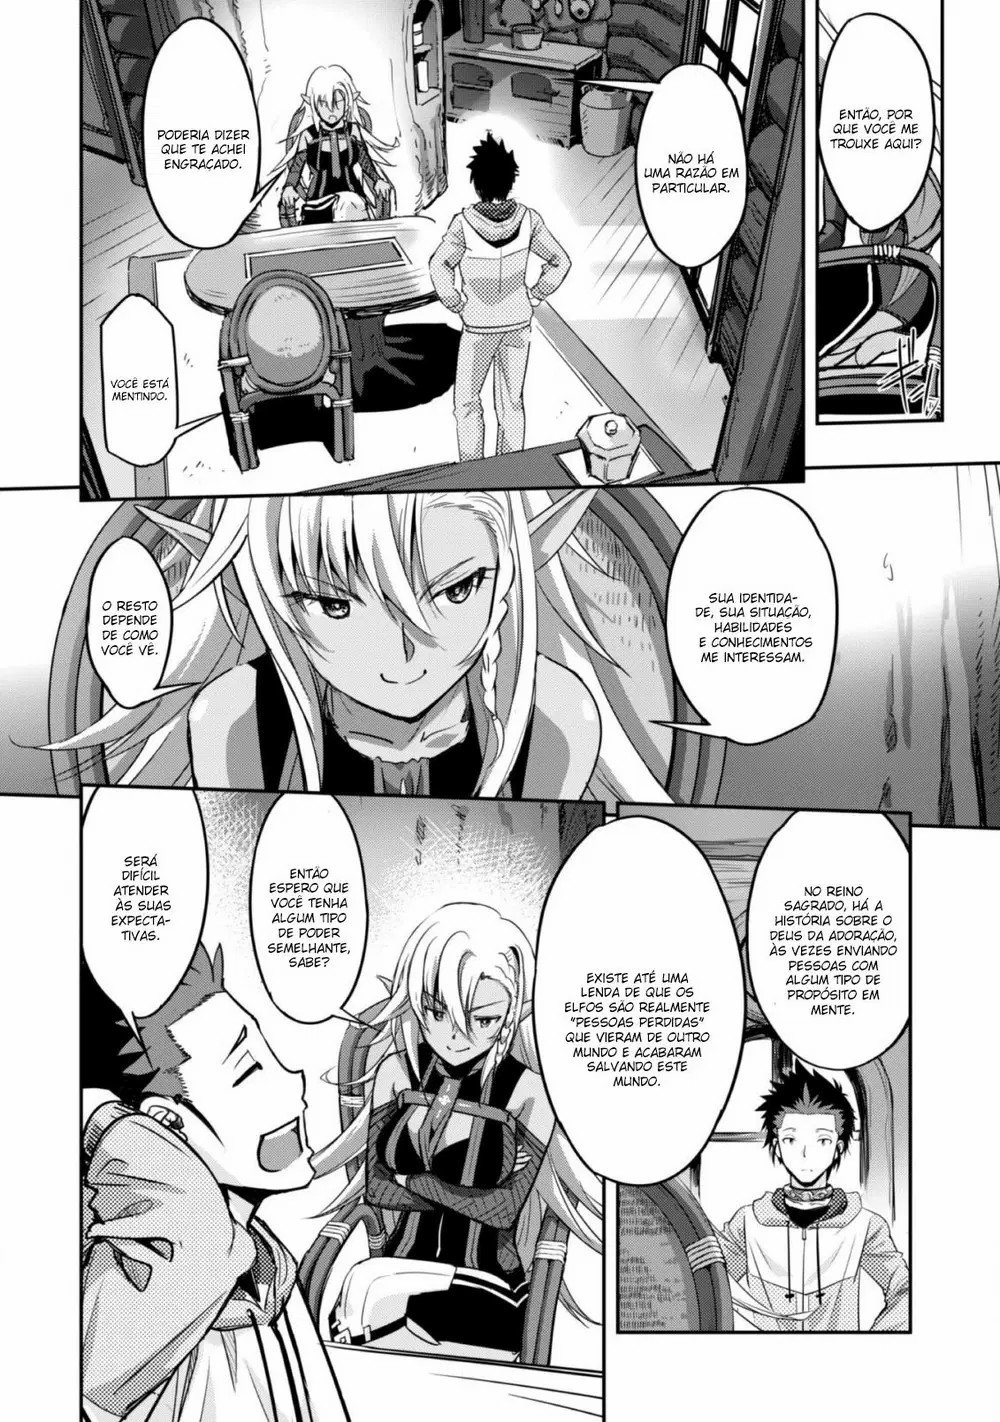 ENTÃO, POR
QUE VOCÊ ME
TROUXE AQUI?
NÃO HÁ
UMA RAZÃO EM
PARTICULAR.
PODERIA DIZER
QUE TE ACHEI
ENGRAÇADO.
VOCÊ ESTÁ
MENTINDO.
SUA IDENTIDA-
DE, SUA SITUAÇÃO,
HABILIDADES
E CONHECIMENTOS
ME INTERESSAM.
O RESTO
DEPENDE
DE COMO
VOCÊ VÊ.
NO REINO
SAGRADO, HÁ A
HISTÓRIA SOBRE O
DEUS DA ADORAÇÃO,
ÀS VEZES ENVIANDO
PESSOAS COM
ALGUM TIPO DE
PROPÓSITO EM
MENTE.
EXISTE ATÉ UMA
LENDA DE QUE OS
ELFOS SÃO REALMENTE
"PESSOAS PERDIDAS"
QUE VIERAM DE OUTRO
MUNDO E ACABARAM
SALVANDO ESTE
MUNDO.
ENTÃO
ESPERO QUE
VOCÊ TENHA
ALGUM TIPO
DE PODER
SEMELHANTE,
SABE?
SERÁ
DIFÍCIL
ATENDER
ÀS SUAS
EXPECTA-
TIVAS.